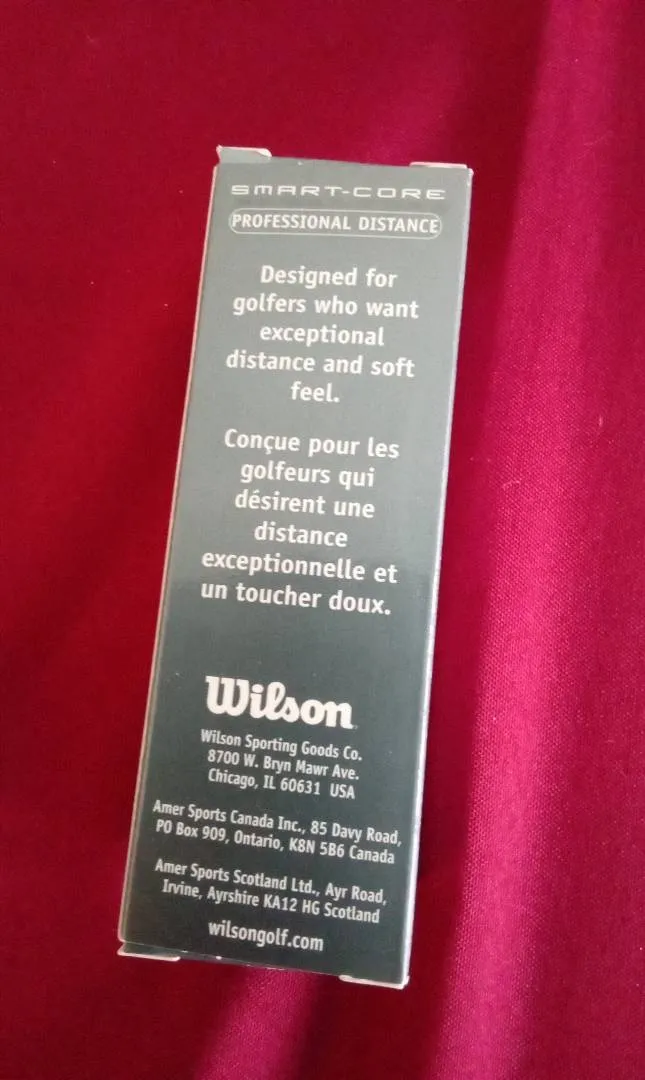 SMART-CORE
PROFESSIONAL DISTANCE
Designed for
golfers who want
exceptional
distance and soft
feel.
Conçue pour les
golfeurs qui
désirent une
distance
exceptionnelle et
un toucher doux.
Wilson
Wilson Sporting Goods Co.
8700 W. Bryn Mawr Ave.
Chicago, IL 60631 USA
Amer Sports Canada Inc., 85 Davy Road,
PO Box 909, Ontario, K8N 5B6 Canada
Amer Sports Scotland Ltd., Ayr Road,
Irvine, Ayrshire KA12 HG Scotland
wilsongolf.com